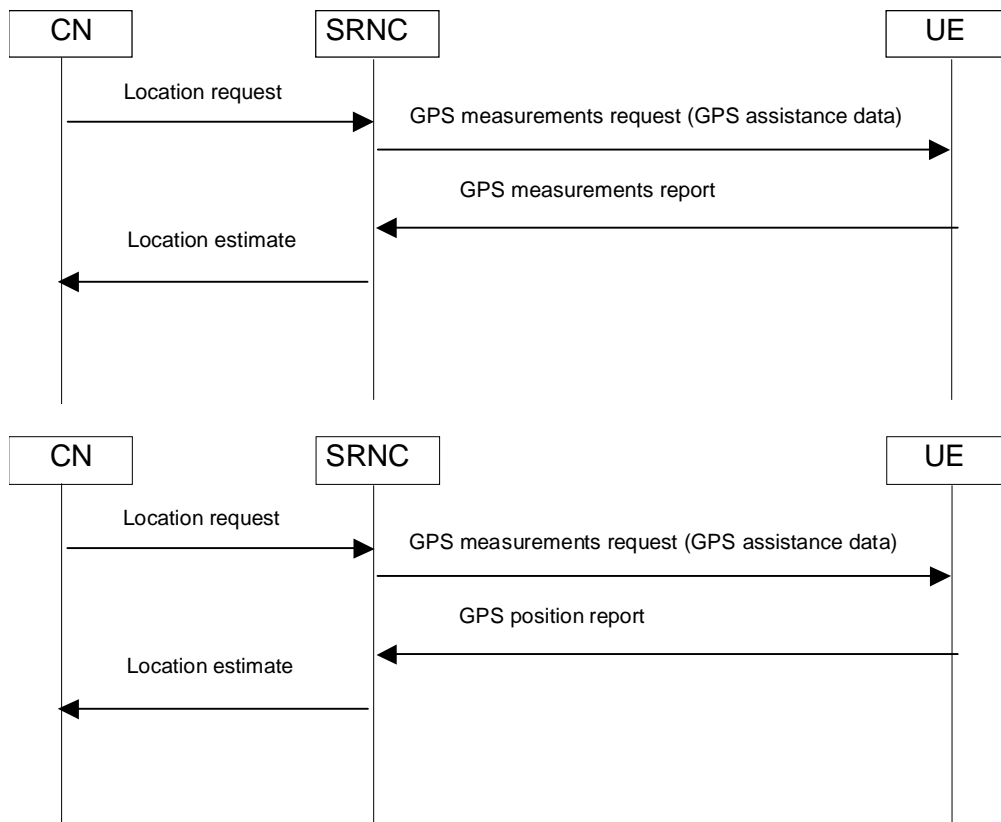 CN SRNC UE
Location request
GPS measurements request (GPS assistance data)
GPS measurements report
Location estimate
CN SRNC UE
Location request
GPS measurements request (GPS assistance data)
GPS position report
Location estimate